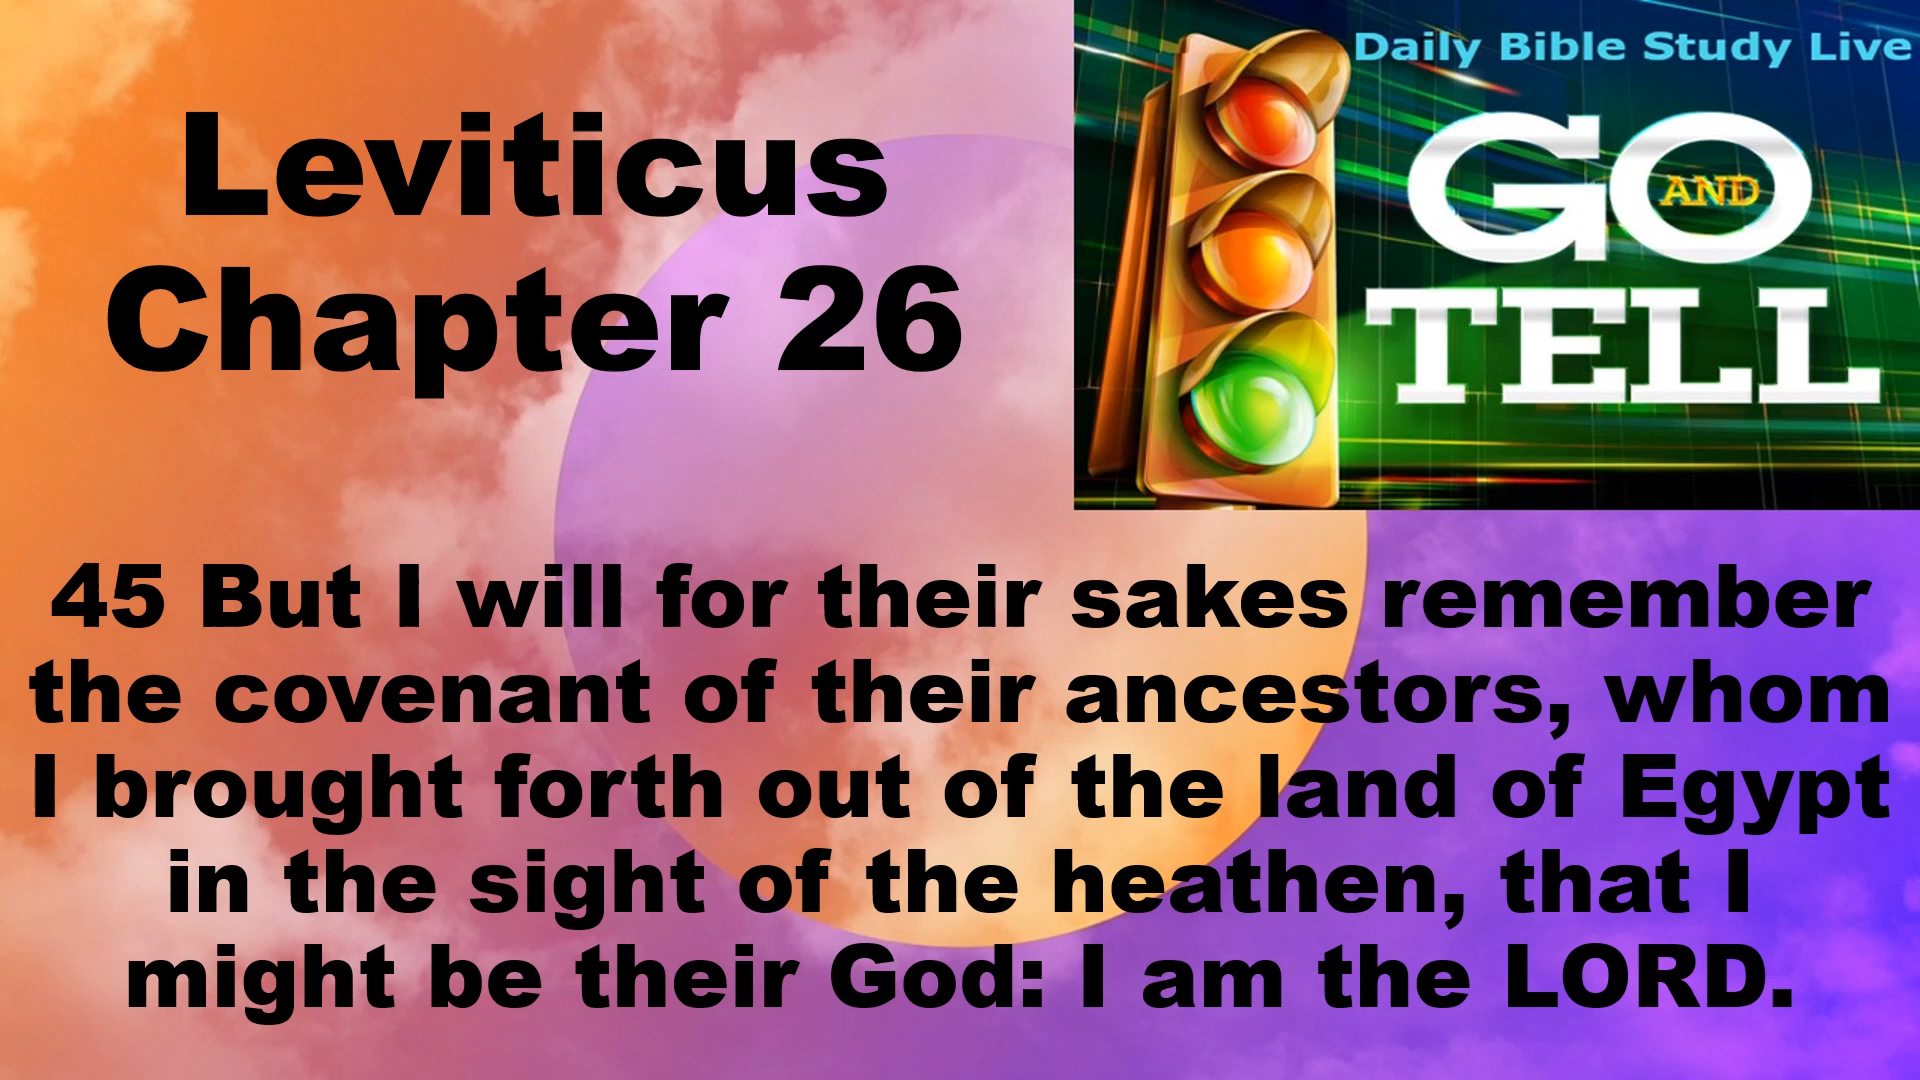 Leviticus
Chapter 26
Daily Bible Study Live
GO
AND
TELL
45 But I will for their sakes remember
the covenant of their ancestors, whom
I brought forth out of the land of Egypt
in the sight of the heathen, that I
might be their God: I am the LORD.